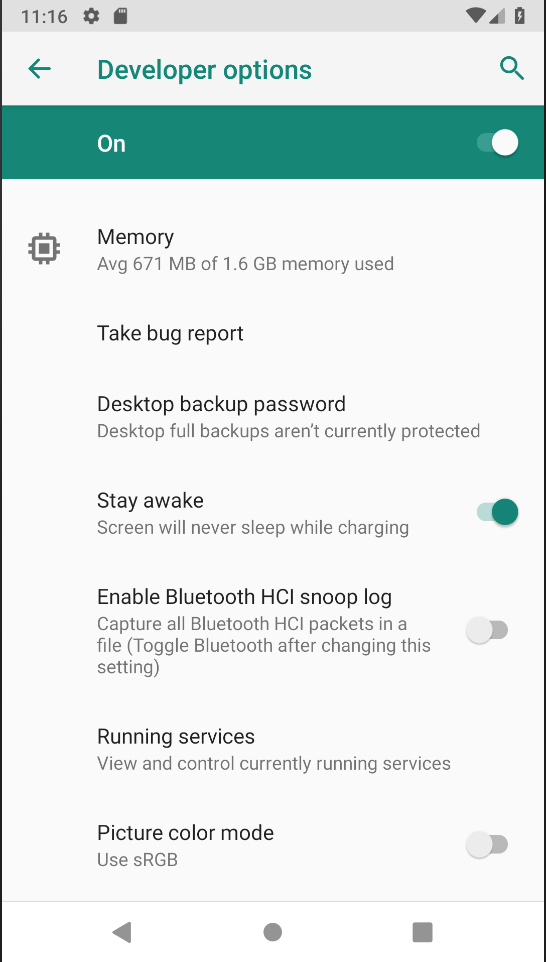 11:16
Developer options
On
Memory
Avg 671 MB of 1.6 GB memory used
Take bug report
Desktop backup password
Desktop full backups aren't currently protected
Stay awake
Screen will never sleep while charging
Enable Bluetooth HCI snoop log
Capture all Bluetooth HCI packets in a
file (Toggle Bluetooth after changing this
setting)
Running services
View and control currently running services
Picture color mode
Use sRGB